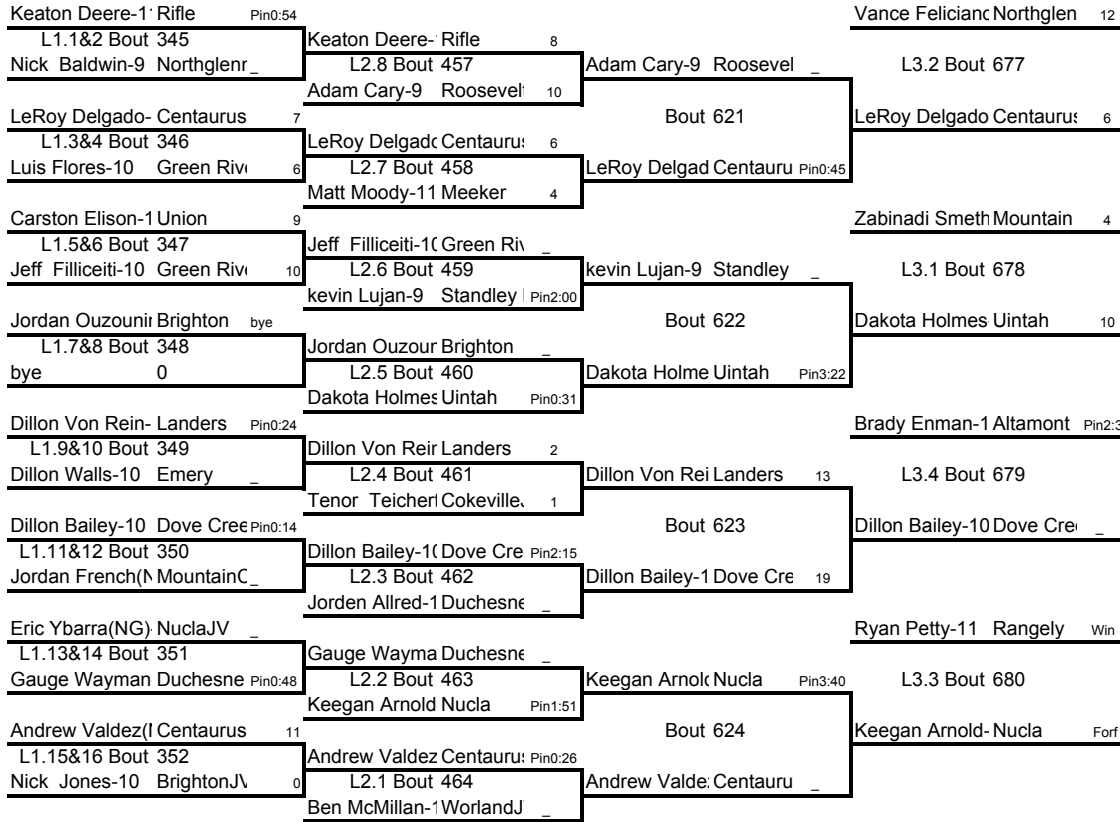 Keaton Deere-1 Rifle Pin0:54
L1.1&2 Bout 345
Nick Baldwin-9 Northglenr _
LeRoy Delgado- Centaurus 7
L1.3&4 Bout 346
Luis Flores-10 Green Riv 6
Carston Elison-1 Union 9
L1.5&6 Bout 347
Jeff Filliceiti-10 Green Rive 10
Jordan Ouzounir Brighton bye
L1.7&8 Bout 348
bye 0
Dillon Von Rein- Landers Pin0:24
L1.9&10 Bout 349
Dillon Walls-10 Emery _
Dillon Bailey-10 Dove Cree Pin0:14
L1.11&12 Bout 350
Jordan French(N MountainC _
Eric Ybarra(NG) NuclaJV _
L1.13&14 Bout 351
Gauge Wayman Duchesne Pin0:48
Andrew Valdez( Centaurus 11
L1.15&16 Bout 352
Nick Jones-10 BrightonJV 0
Keaton Deere- Rifle 8
L2.8 Bout 457
Adam Cary-9 Roosevelt 10
LeRoy Delgado Centauru 6
L2.7 Bout 458
Matt Moody-11 Meeker 4
Jeff Filliceiti-10 Green Riv _
L2.6 Bout 459
kevin Lujan-9 Standley Pin2:00
Jordan Ouzour Brighton _
L2.5 Bout 460
Dakota Holmes Uintah Pin0:31
Dillon Von Reir Landers 2
L2.4 Bout 461
Tenor Teichert Cokeville 1
Dillon Bailey-10 Dove Cre Pin2:15
L2.3 Bout 462
Jorden Allred-1 Duchesne _
Gauge Wayma Duchesne _
L2.2 Bout 463
Keegan Arnold Nucla Pin1:51
Andrew Valdez Centauru Pin0:26
L2.1 Bout 464
Ben McMillan-1 WorlandJ _
Adam Cary-9 Roosevel _
Bout 621
LeRoy Delgad Centauru Pin0:45
kevin Lujan-9 Standley _
Bout 622
Dakota Holme Uintah Pin3:22
Dillon Von Rei Landers 13
Bout 623
Dillon Bailey-1 Dove Cre 19
Keegan Arnol Nucla Pin3:40
Bout 624
Andrew Valde Centauru _
Vance Felicianc Northglen 12
L3.2 Bout 677
LeRoy Delgado Centauru 6
Zabinadi Smeth Mountain 4
L3.1 Bout 678
Dakota Holmes Uintah 10
Brady Enman-1 Altamont Pin2:3
L3.4 Bout 679
Dillon Bailey-10 Dove Cre _
Ryan Petty-11 Rangely Win
L3.3 Bout 680
Keegan Arnold- Nucla Forf